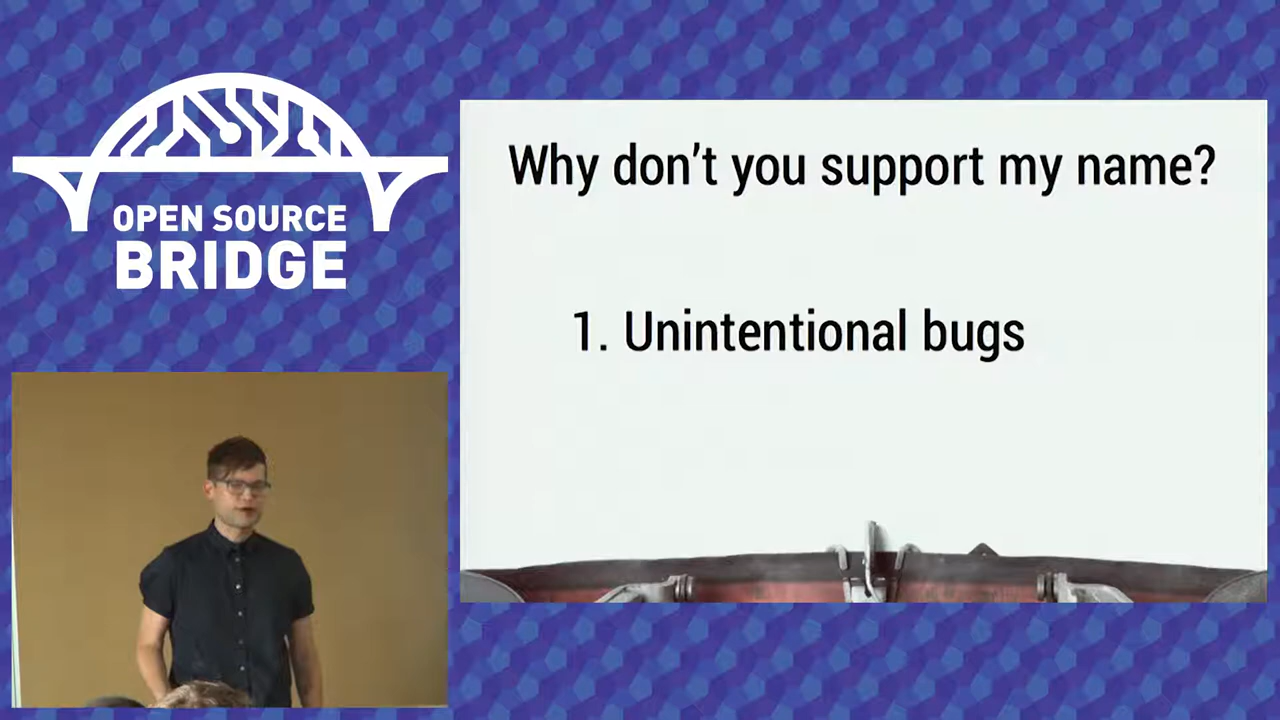 OPEN SOURCE
BRIDGE
Why don't you support my name?
1. Unintentional bugs